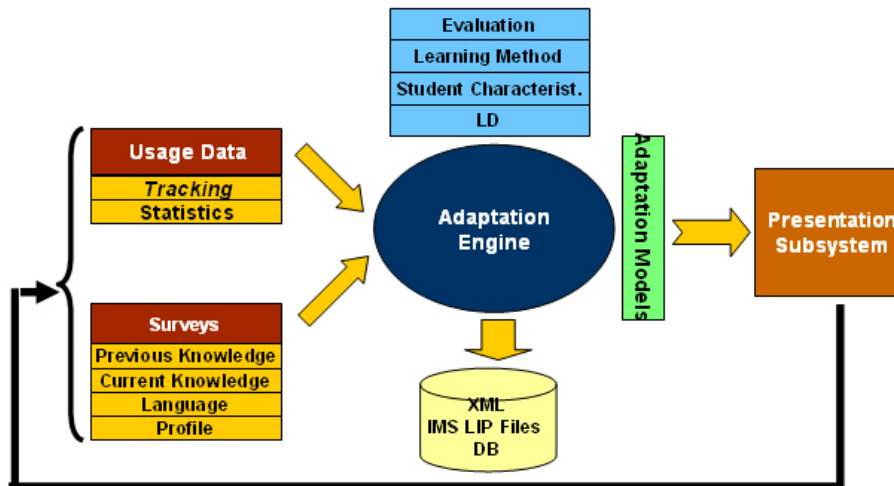 Evaluation
Learning Method
Student Characterist.
LD
Usage Data
Tracking
Statistics
Surveys
Previous Knowledge
Current Knowledge
Language
Profile
Adaptation
Engine
XML
IMS LIP Files
DB
Adaptation Models
Presentation
Subsystem